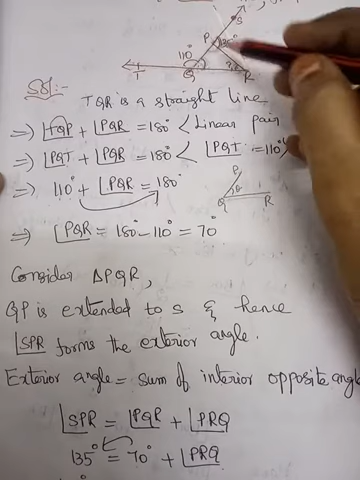 S
P 135°
110°
T Q R
Sol:-
TQR is a straight line
=> ∠TQP + ∠PQR = 180° < Linear pair
=> ∠PQT + ∠PQR = 180° < ∠PQT = 110°
=> 110° + ∠PQR = 180°
P
Q R
=> ∠PQR = 180° - 110° = 70°
Consider ΔPQR,
QP is extended to S & hence
∠SPR forms the exterior angle.
Exterior angle = Sum of interior opposite angle
∠SPR = ∠PQR + ∠PRQ
135° = 70° + ∠PRQ